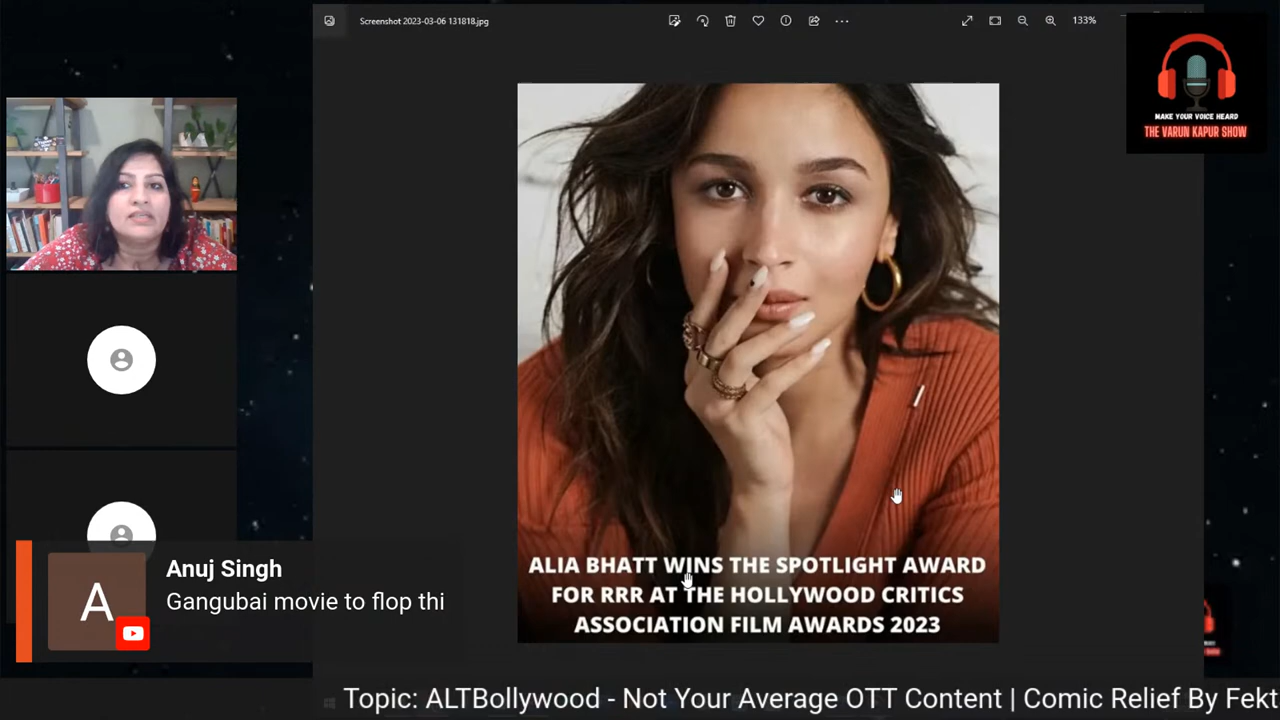 Screenshot 2023-03-06 131818.jpg
133%
MAKE YOUR VOICE HEARD
THE VARUN KAPUR SHOW
ALIA BHATT WINS THE SPOTLIGHT AWARD
FOR RRR AT THE HOLLYWOOD CRITICS
ASSOCIATION FILM AWARDS 2023
A
Anuj Singh
Gangubai movie to flop thi
Topic: ALTBollywood - Not Your Average OTT Content | Comic Relief By Fekt